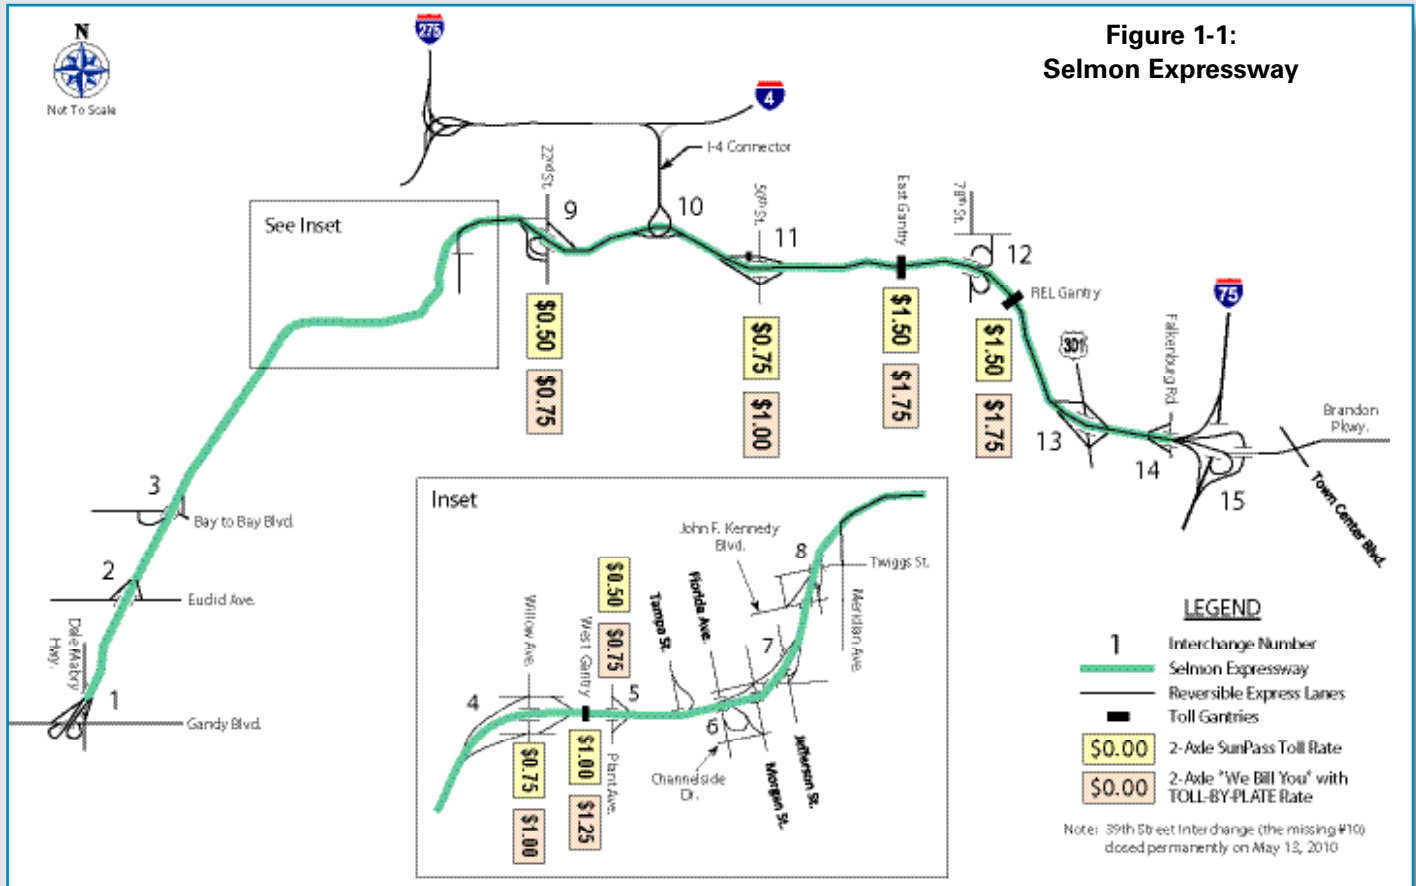 Figure 1-1:
Selmon Expressway
N
Not To Scale
275
4
I-4 Connector
22nd St.
9
10
50th St.
11
East Gantry
78th St.
12
REL Gantry
See Inset
$0.50
$0.75
$0.75
$1.00
$1.50
$1.75
$1.50
$1.75
301
75
Falkenburg Rd.
13
14
15
Brandon
Pkwy.
Town Center Blvd.
3
Bay to Bay Blvd.
2
Euclid Ave.
Dale Mabry
Hwy.
1
Gandy Blvd.
Inset
John F. Kennedy
Blvd.
8
Twiggs St.
Meridian Ave.
7
Florida Ave.
Tampa St.
$0.50
$0.75
Willow Ave.
West Gantry
4
5
6
Plant Ave.
$0.75
$1.00
$1.00
$1.25
Channelside
Dr.
Morgan St.
Jefferson St.
LEGEND
1 Interchange Number
Selmon Expressway
Reversible Express Lanes
Toll Gantries
$0.00 2-Axle SunPass Toll Rate
$0.00 2-Axle "We Bill You" with
TOLL-BY-PLATE Rate
Note: 39th Street Interchange (the missing #10)
closed permanently on May 13, 2010